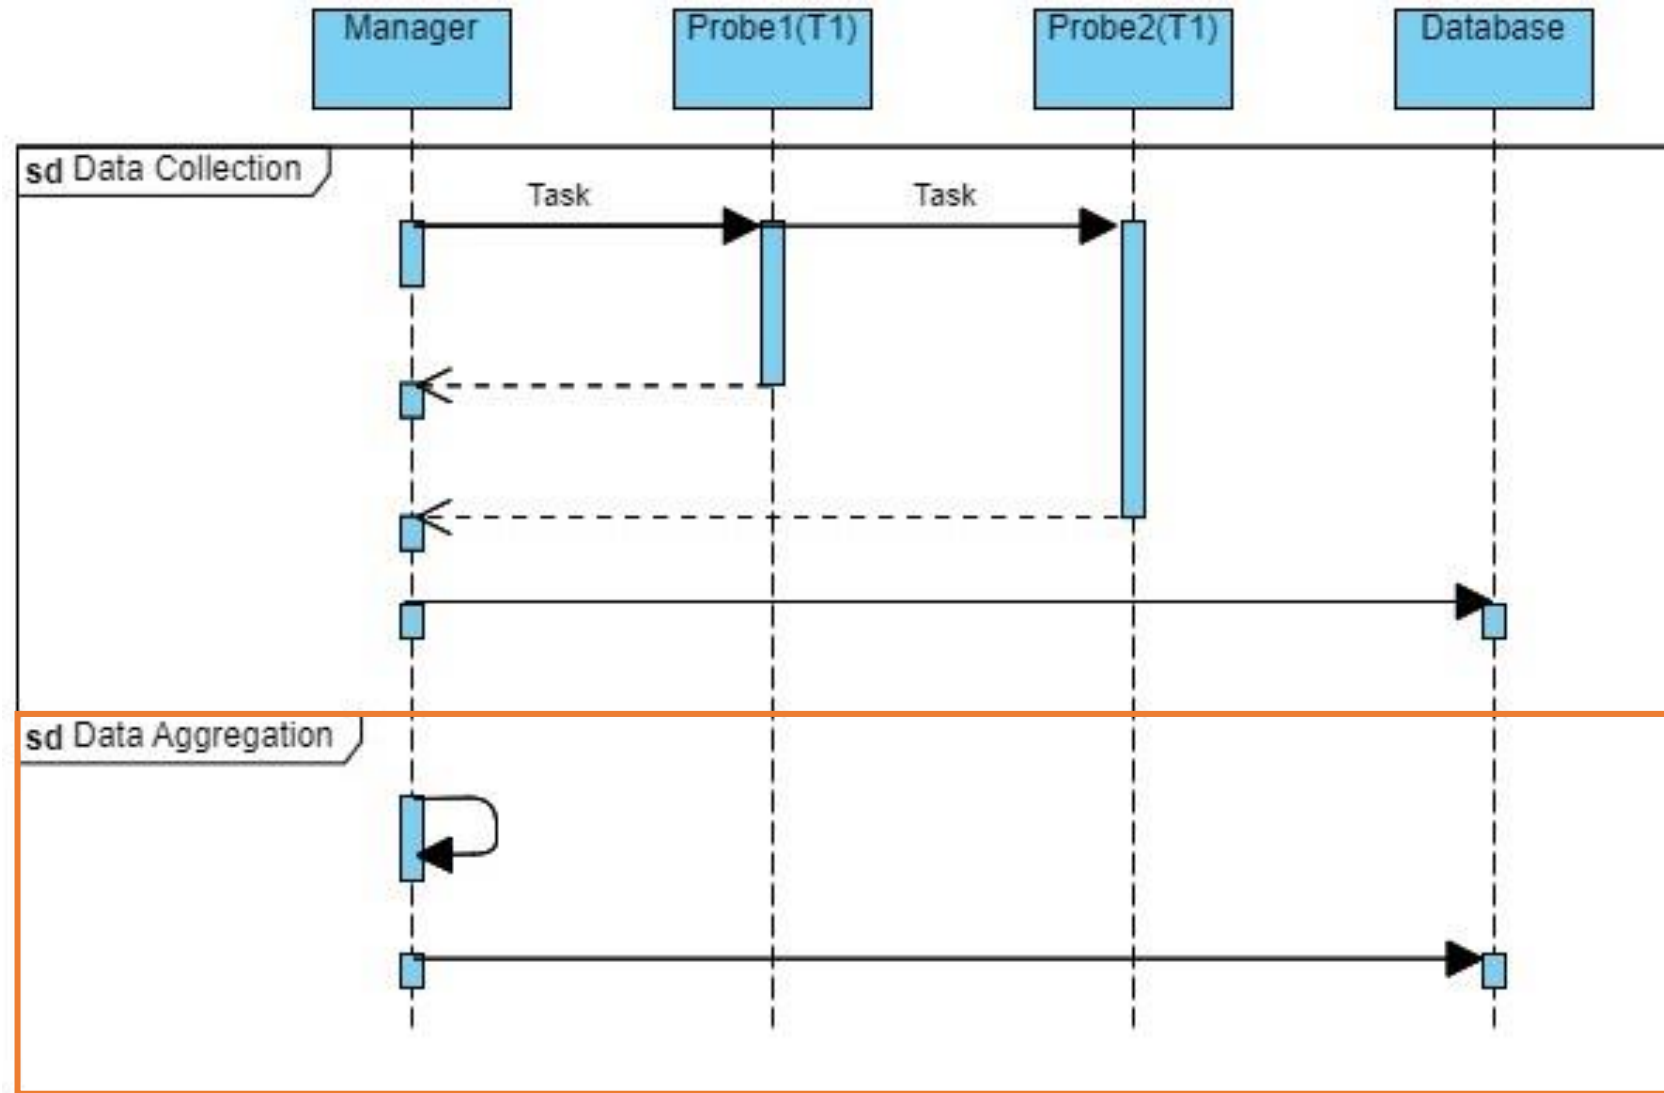 Manager
Probe1(T1)
Probe2(T1)
Database
sd Data Collection
Task
Task
sd Data Aggregation